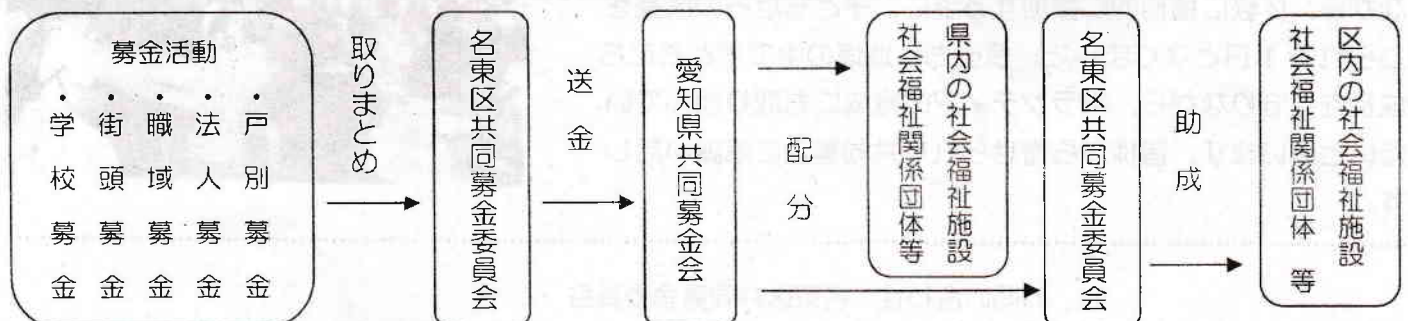 募金活動
・戸別募金
・法人募金
・職域募金
・街頭募金
・学校募金
取りまとめ
名東区共同募金委員会
送金
愛知県共同募金会
配分
県内の社会福祉施設
社会福祉関係団体等
名東区共同募金委員会
助成
区内の社会福祉施設
社会福祉関係団体 等